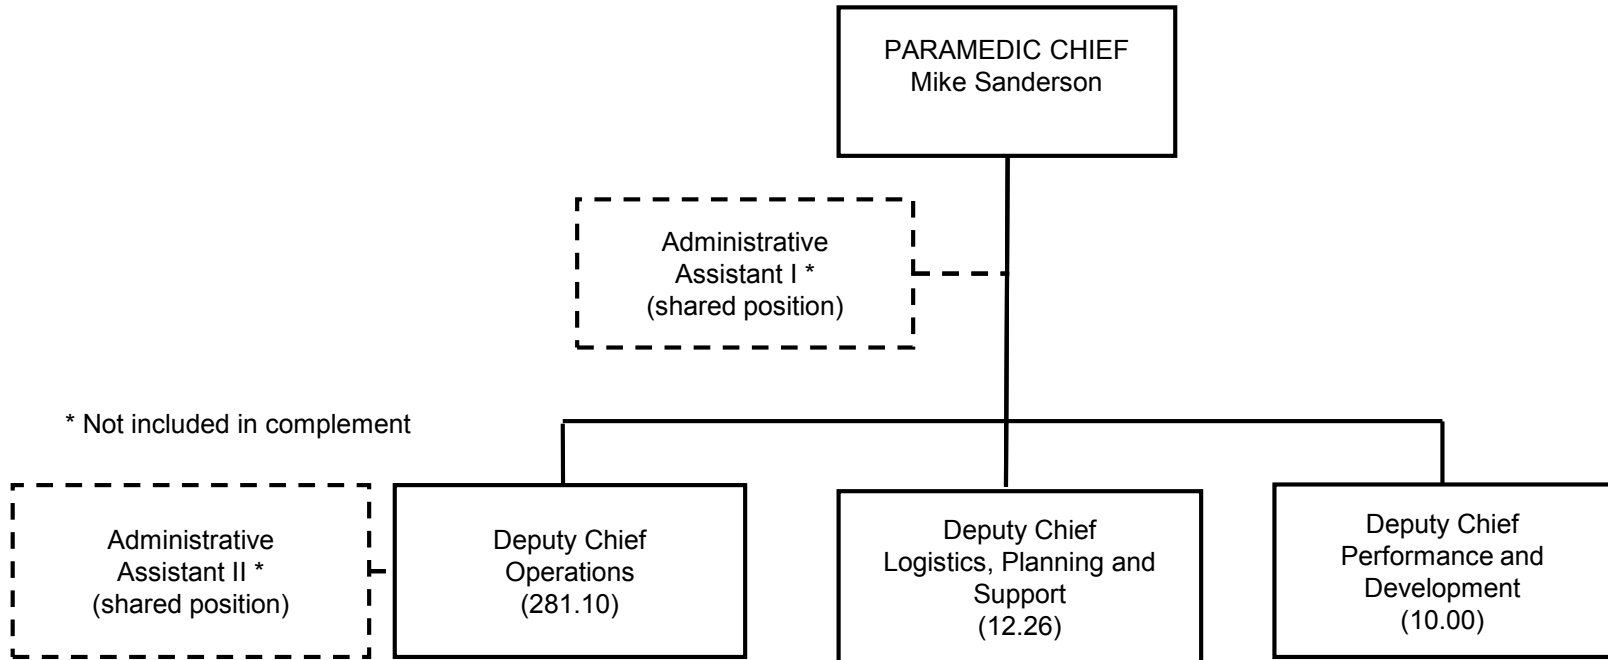 PARAMEDIC CHIEF
Mike Sanderson
Administrative
Assistant I *
(shared position)
* Not included in complement
Administrative
Assistant II *
(shared position)
Deputy Chief
Operations
(281.10)
Deputy Chief
Logistics, Planning and
Support
(12.26)
Deputy Chief
Performance and
Development
(10.00)